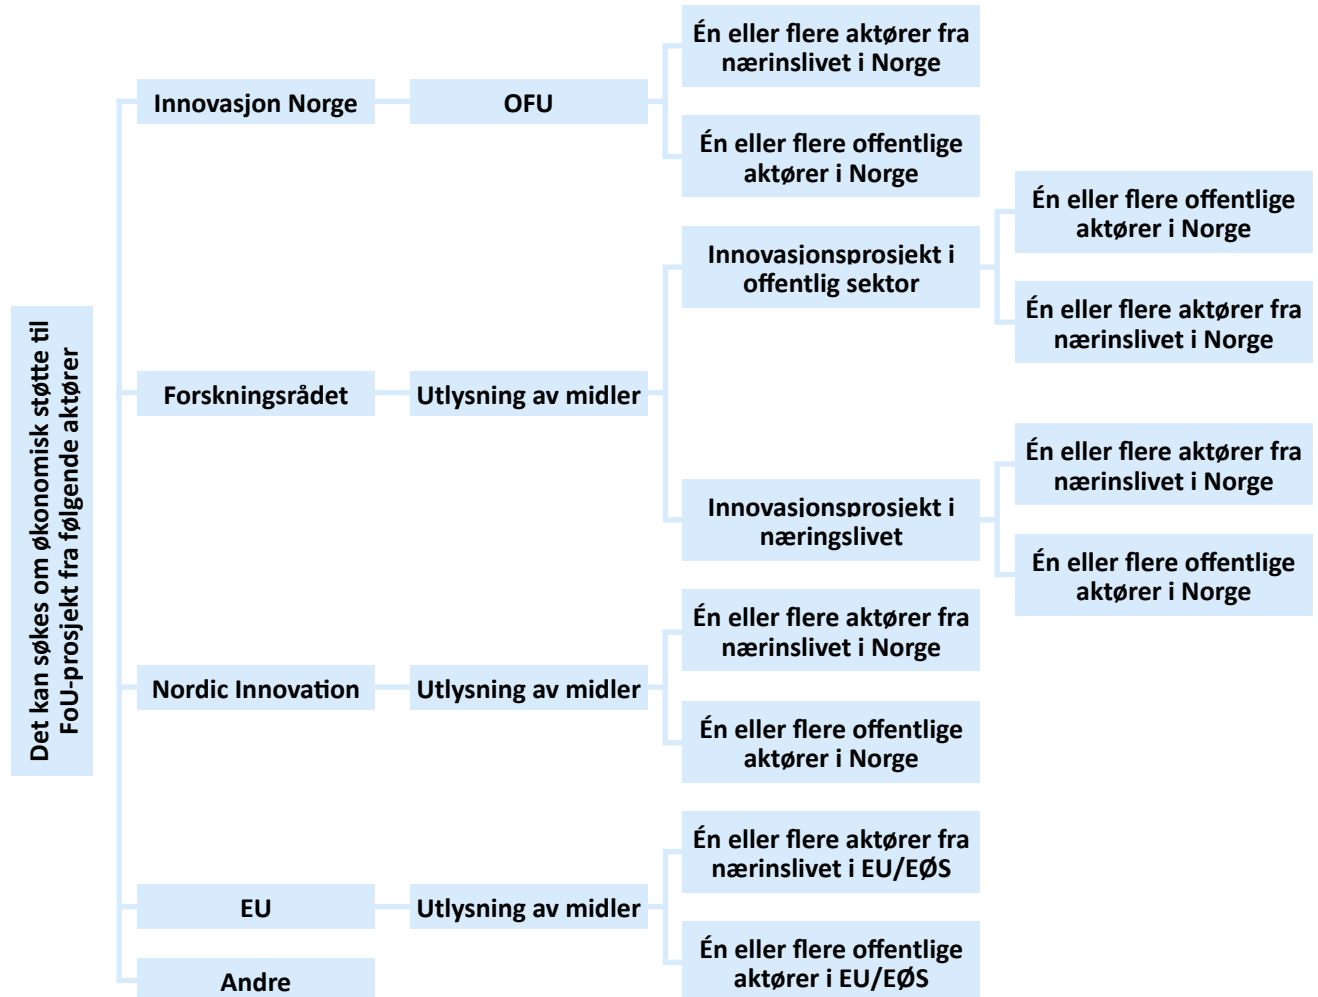 Det kan søkes om økonomisk støtte til
FoU-prosjekt fra følgende aktører
Innovasjon Norge
OFU
Én eller flere aktører fra
nærinslivet i Norge
Én eller flere offentlige
aktører i Norge
Forskningsrådet
Utlysning av midler
Innovasjonsprosjekt i
offentlig sektor
Én eller flere offentlige
aktører i Norge
Én eller flere aktører fra
nærinslivet i Norge
Innovasjonsprosjekt i
næringslivet
Én eller flere aktører fra
nærinslivet i Norge
Én eller flere offentlige
aktører i Norge
Nordic Innovation
Utlysning av midler
Én eller flere aktører fra
nærinslivet i Norge
Én eller flere offentlige
aktører i Norge
EU
Utlysning av midler
Én eller flere aktører fra
nærinslivet i EU/EØS
Én eller flere offentlige
aktører i EU/EØS
Andre